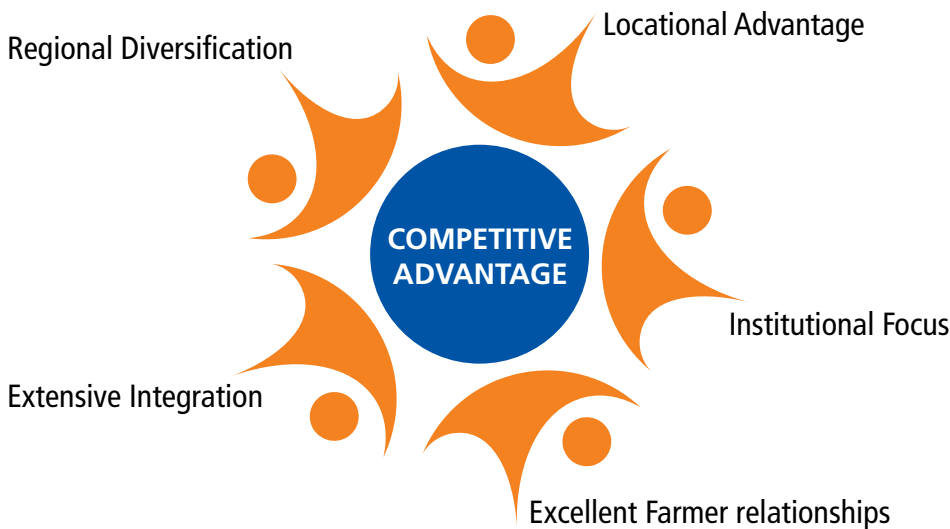 Locational Advantage
Regional Diversification
COMPETITIVE
ADVANTAGE
Institutional Focus
Extensive Integration
Excellent Farmer relationships